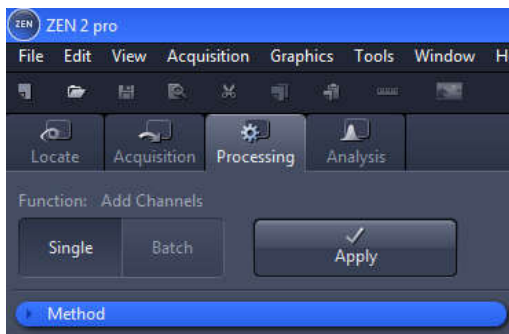 ZEN ZEN 2 pro
File Edit View Acquisition Graphics Tools Window H
Locate Acquisition Processing Analysis
Function: Add Channels
Single Batch Apply
Method